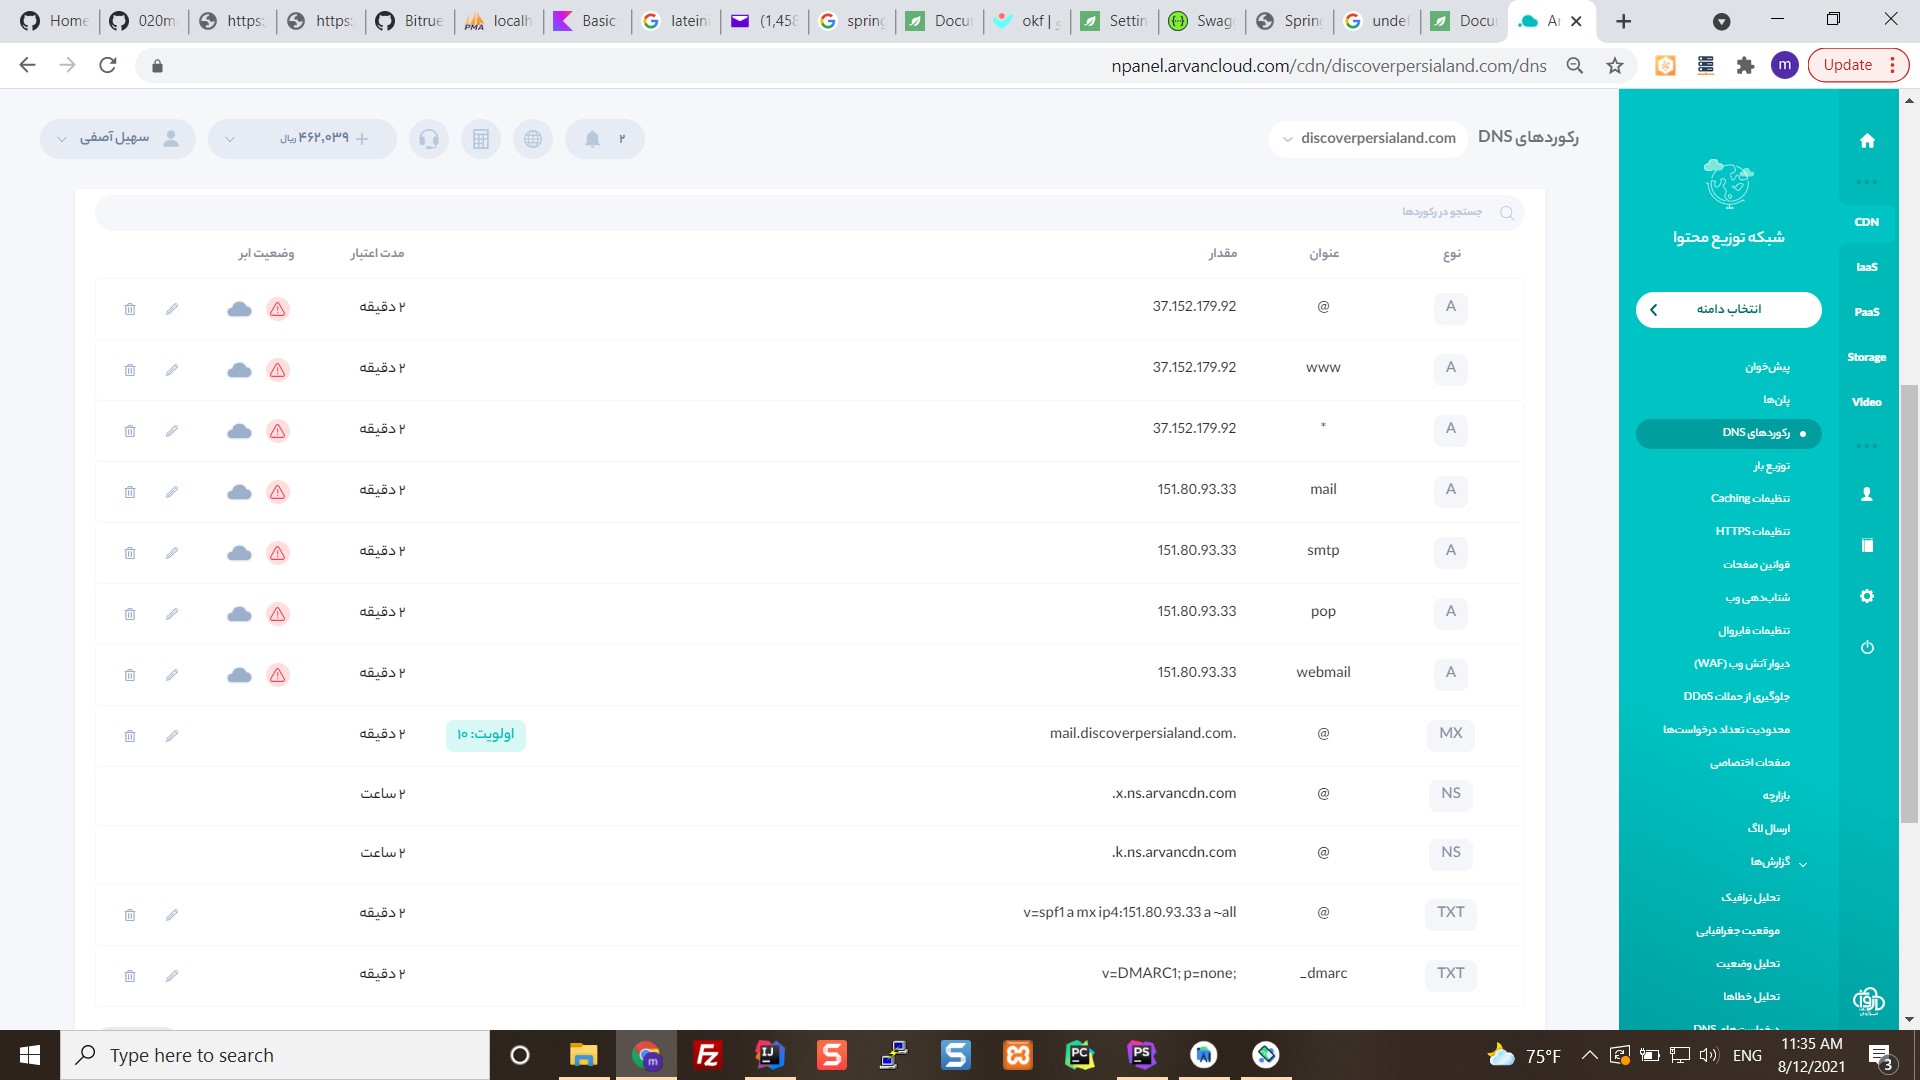 Home
020m
https:
https:
Bitrue
localh
Basic
latein
(1,458
spring
Docur
okf |
Settin
Swag
Spring
undef
Docur
Ar
npanel.arvancloud.com/cdn/discoverpersialand.com/dns
m
Update
رکوردهای DNS
discoverpersialand.com
۲
۴۶۲,۰۳۹ ریال
سهیل آصفی
جستجو در رکوردها
نوع عنوان مقدار مدت اعتبار وضعیت ابر
A @ 37.152.179.92 ۲ دقیقه
A www 37.152.179.92 ۲ دقیقه
A * 37.152.179.92 ۲ دقیقه
A mail 151.80.93.33 ۲ دقیقه
A smtp 151.80.93.33 ۲ دقیقه
A pop 151.80.93.33 ۲ دقیقه
A webmail 151.80.93.33 ۲ دقیقه
MX @ mail.discoverpersialand.com. اولویت: ۱۰ ۲ دقیقه
NS @ .x.ns.arvancdn.com ۲ ساعت
NS @ .k.ns.arvancdn.com ۲ ساعت
TXT @ v=spf1 a mx ip4:151.80.93.33 a ~all ۲ دقیقه
TXT _dmarc v=DMARC1; p=none; ۲ دقیقه
CDN
IaaS
PaaS
Storage
Video
شبکه توزیع محتوا
انتخاب دامنه
پیش‌خوان
پلن‌ها
رکوردهای DNS
توزیع بار
تنظیمات Caching
تنظیمات HTTPS
قوانین صفحات
شتاب‌دهی وب
تنظیمات فایروال
دیوار آتش وب (WAF)
جلوگیری از حملات DDoS
محدودیت تعداد درخواست‌ها
صفحات اختصاصی
بازارچه
ارسال لاگ
گزارش‌ها
تحلیل ترافیک
موقعیت جغرافیایی
تحلیل وضعیت
تحلیل خطاها
درخواست‌های DNS
Type here to search
75°F
ENG
11:35 AM
8/12/2021
3